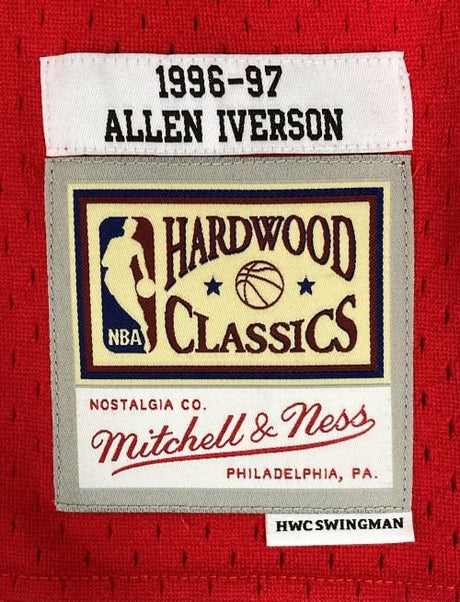 1996-97
ALLEN IVERSON
HARDWOOD
NBA
CLASSICS
NOSTALGIA CO.
Mitchell & Ness
PHILADELPHIA, PA.
HWC SWINGMAN